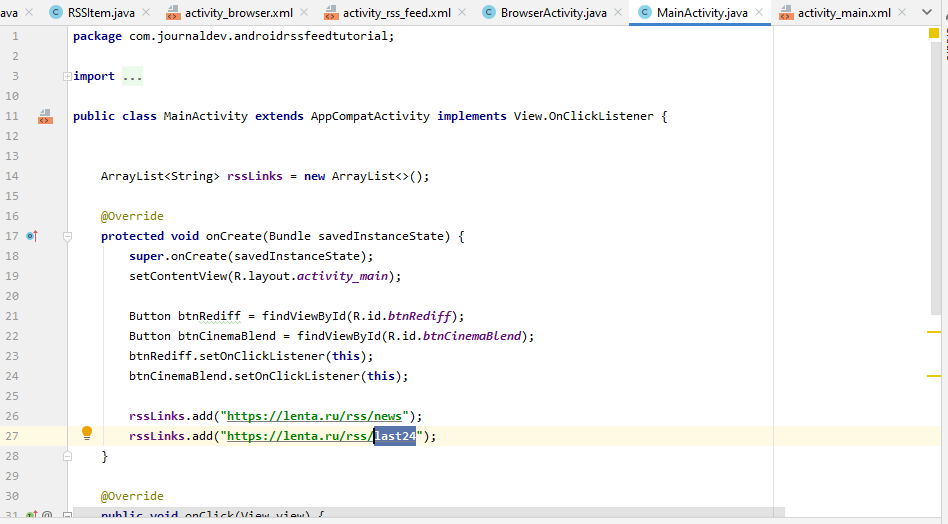 ava RSSItem.java activity_browser.xml activity_rss_feed.xml BrowserActivity.java MainActivity.java activity_main.xml
1 package com.journaldev.androidrssfeedtutorial;
2
3 import ...
10
11 public class MainActivity extends AppCompatActivity implements View.OnClickListener {
12
13
14 ArrayList<String> rssLinks = new ArrayList<>();
15
16 @Override
17 protected void onCreate(Bundle savedInstanceState) {
18 super.onCreate(savedInstanceState);
19 setContentView(R.layout.activity_main);
20
21 Button btnRediff = findViewById(R.id.btnRediff);
22 Button btnCinemaBlend = findViewById(R.id.btnCinemaBlend);
23 btnRediff.setOnClickListener(this);
24 btnCinemaBlend.setOnClickListener(this);
25
26 rssLinks.add("https://lenta.ru/rss/news");
27 rssLinks.add("https://lenta.ru/rss/last24");
28 }
29
30 @Override
31 public void onClick(View view) {